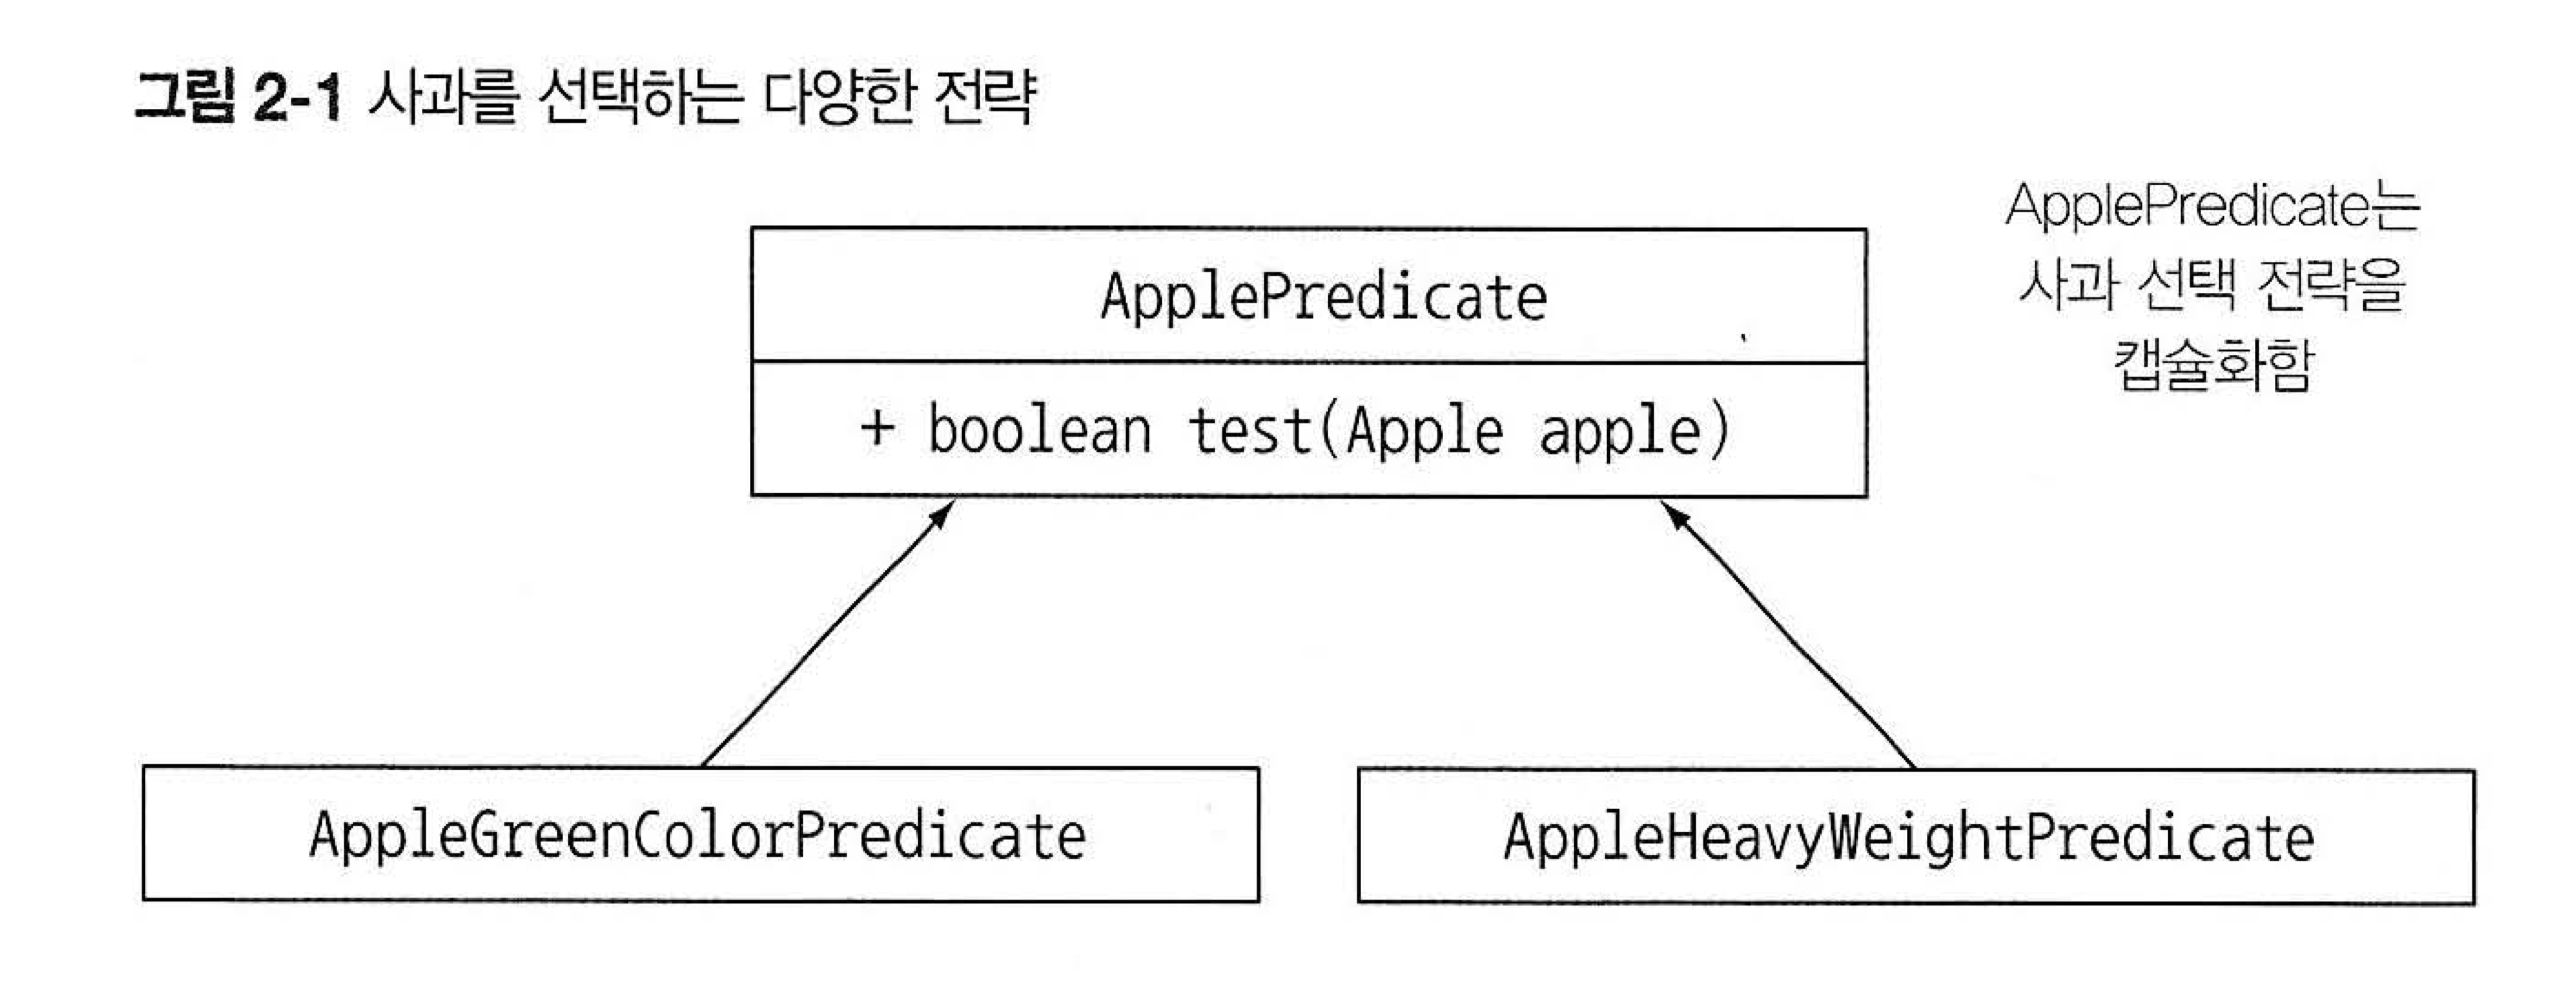 그림 2-1 사과를 선택하는 다양한 전략
ApplePredicate는
사과 선택 전략을
캡슐화함
ApplePredicate
+ boolean test(Apple apple)
AppleGreenColorPredicate
AppleHeavyWeightPredicate